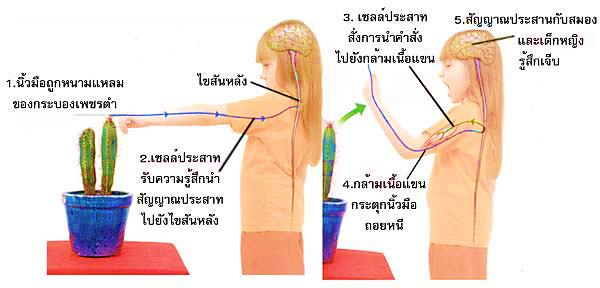 1.นิ้วมือถูกหนามแหลม
ของกระบองเพชรตำ
ไขสันหลัง
2.เซลล์ประสาท
รับความรู้สึกนำ
สัญญาณประสาท
ไปยังไขสันหลัง
3. เซลล์ประสาท
สั่งการนำคำสั่ง
ไปยังกล้ามเนื้อแขน
4.กล้ามเนื้อแขน
กระตุกนิ้วมือ
ถอยหนี
5.สัญญาณประสานกับสมอง
และเด็กหญิง
รู้สึกเจ็บ